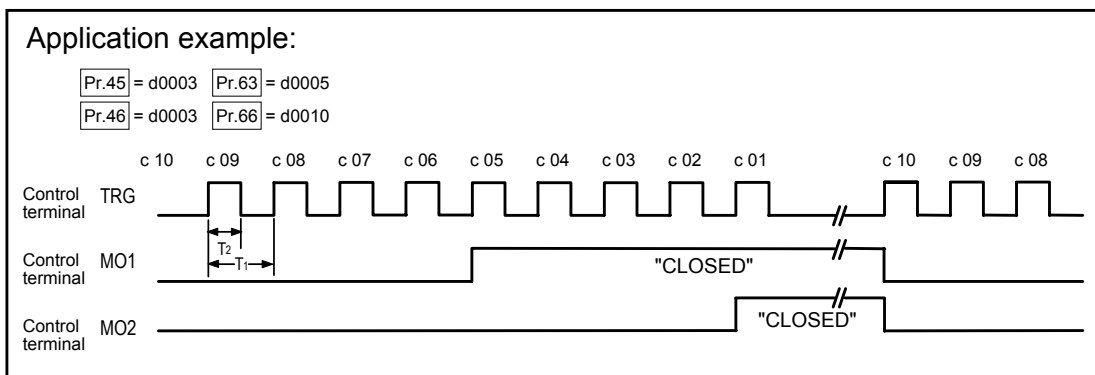 Application example:
Pr.45 = d0003 Pr.63 = d0005
Pr.46 = d0003 Pr.66 = d0010
c 10 c 09 c 08 c 07 c 06 c 05 c 04 c 03 c 02 c 01 c 10 c 09 c 08
Control terminal TRG
T2
T1
Control terminal MO1 "CLOSED"
Control terminal MO2 "CLOSED"